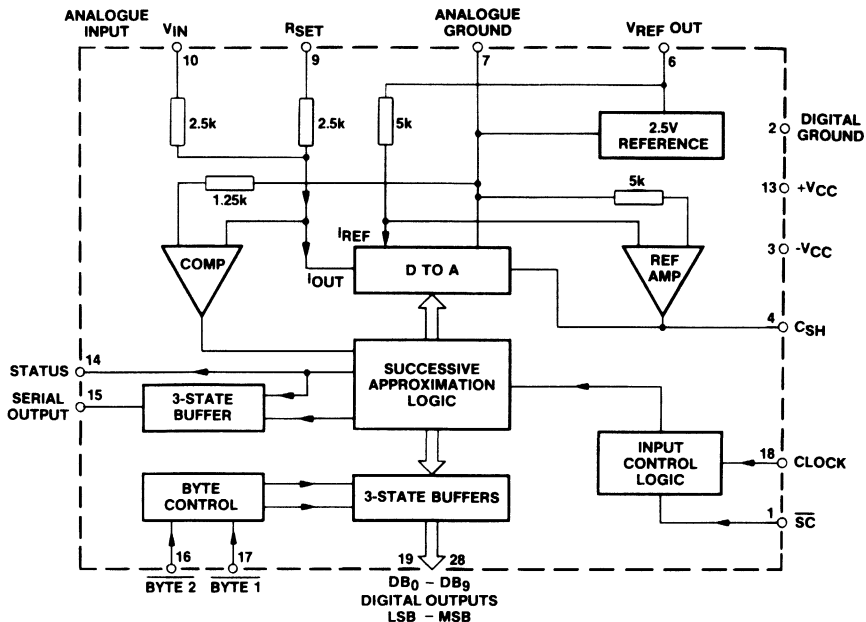 ANALOGUE
INPUT
VIN
10
RSET
9
ANALOGUE
GROUND
7
VREF OUT
6
2.5k
2.5k
5k
2.5V
REFERENCE
2
DIGITAL
GROUND
1.25k
5k
13
+VCC
IREF
COMP
IOUT
D TO A
REF
AMP
3
-VCC
4
CSH
STATUS
14
SERIAL
OUTPUT
15
3-STATE
BUFFER
SUCCESSIVE
APPROXIMATION
LOGIC
INPUT
CONTROL
LOGIC
18
CLOCK
BYTE
CONTROL
3-STATE BUFFERS
1
SC
16
17
19
28
BYTE 2
BYTE 1
DB0 – DB9
DIGITAL OUTPUTS
LSB – MSB